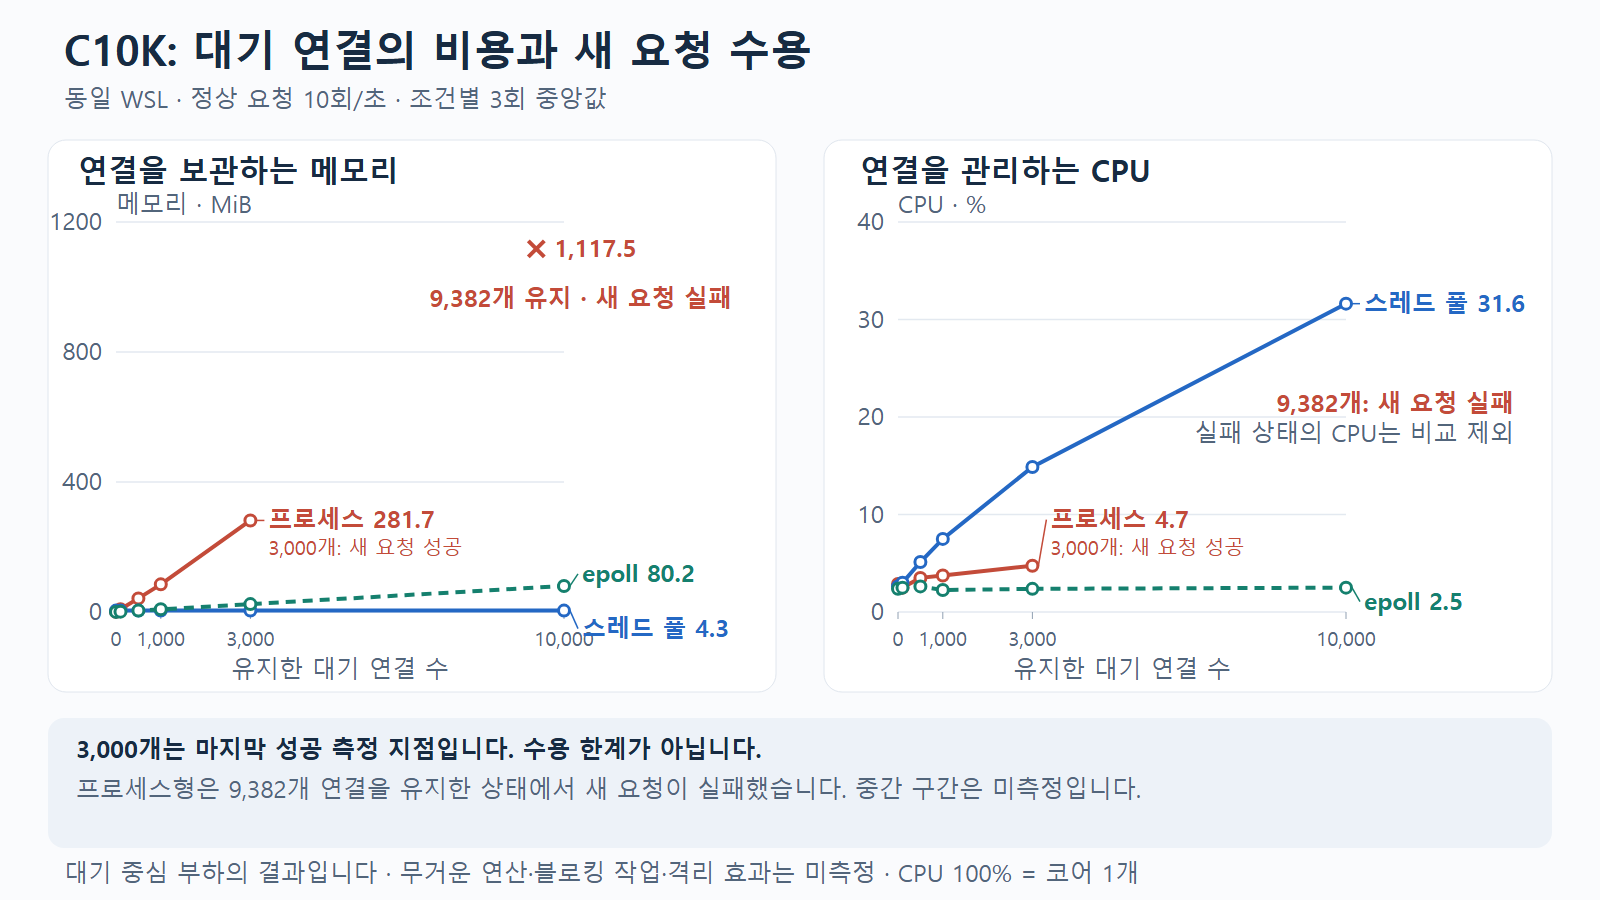 C10K: 대기 연결의 비용과 새 요청 수용
동일 WSL · 정상 요청 10회/초 · 조건별 3회 중앙값
연결을 보관하는 메모리
메모리 · MiB
1200
800
400
0
✕ 1,117.5
9,382개 유지 · 새 요청 실패
프로세스 281.7
3,000개: 새 요청 성공
epoll 80.2
스레드 풀 4.3
0 1,000 3,000 10,000
유지한 대기 연결 수
연결을 관리하는 CPU
CPU · %
40
30
20
10
0
스레드 풀 31.6
9,382개: 새 요청 실패
실패 상태의 CPU는 비교 제외
프로세스 4.7
3,000개: 새 요청 성공
epoll 2.5
0 1,000 3,000 10,000
유지한 대기 연결 수
3,000개는 마지막 성공 측정 지점입니다. 수용 한계가 아닙니다.
프로세스형은 9,382개 연결을 유지한 상태에서 새 요청이 실패했습니다. 중간 구간은 미측정입니다.
대기 중심 부하의 결과입니다 · 무거운 연산·블로킹 작업·격리 효과는 미측정 · CPU 100% = 코어 1개